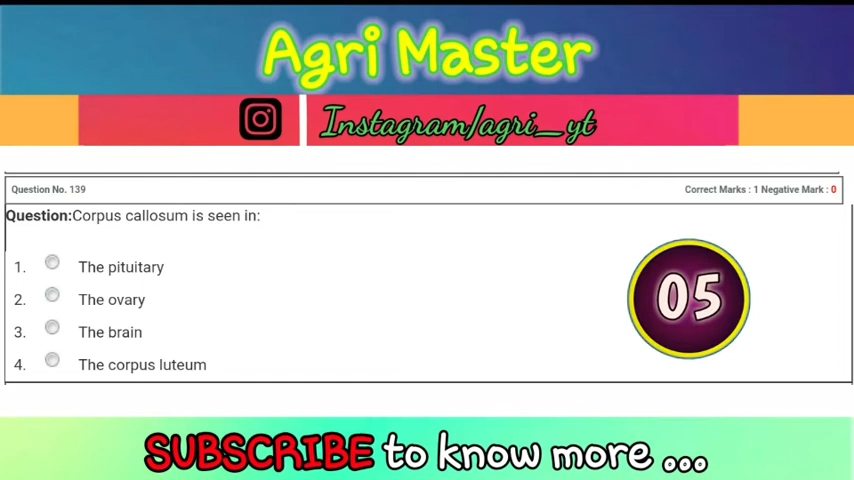 Agri Master
Instagram/agri_yt
Question No. 139
Correct Marks : 1 Negative Mark : 0
Question:Corpus callosum is seen in:
1. The pituitary
2. The ovary
3. The brain
4. The corpus luteum
05
SUBSCRIBE to know more ...